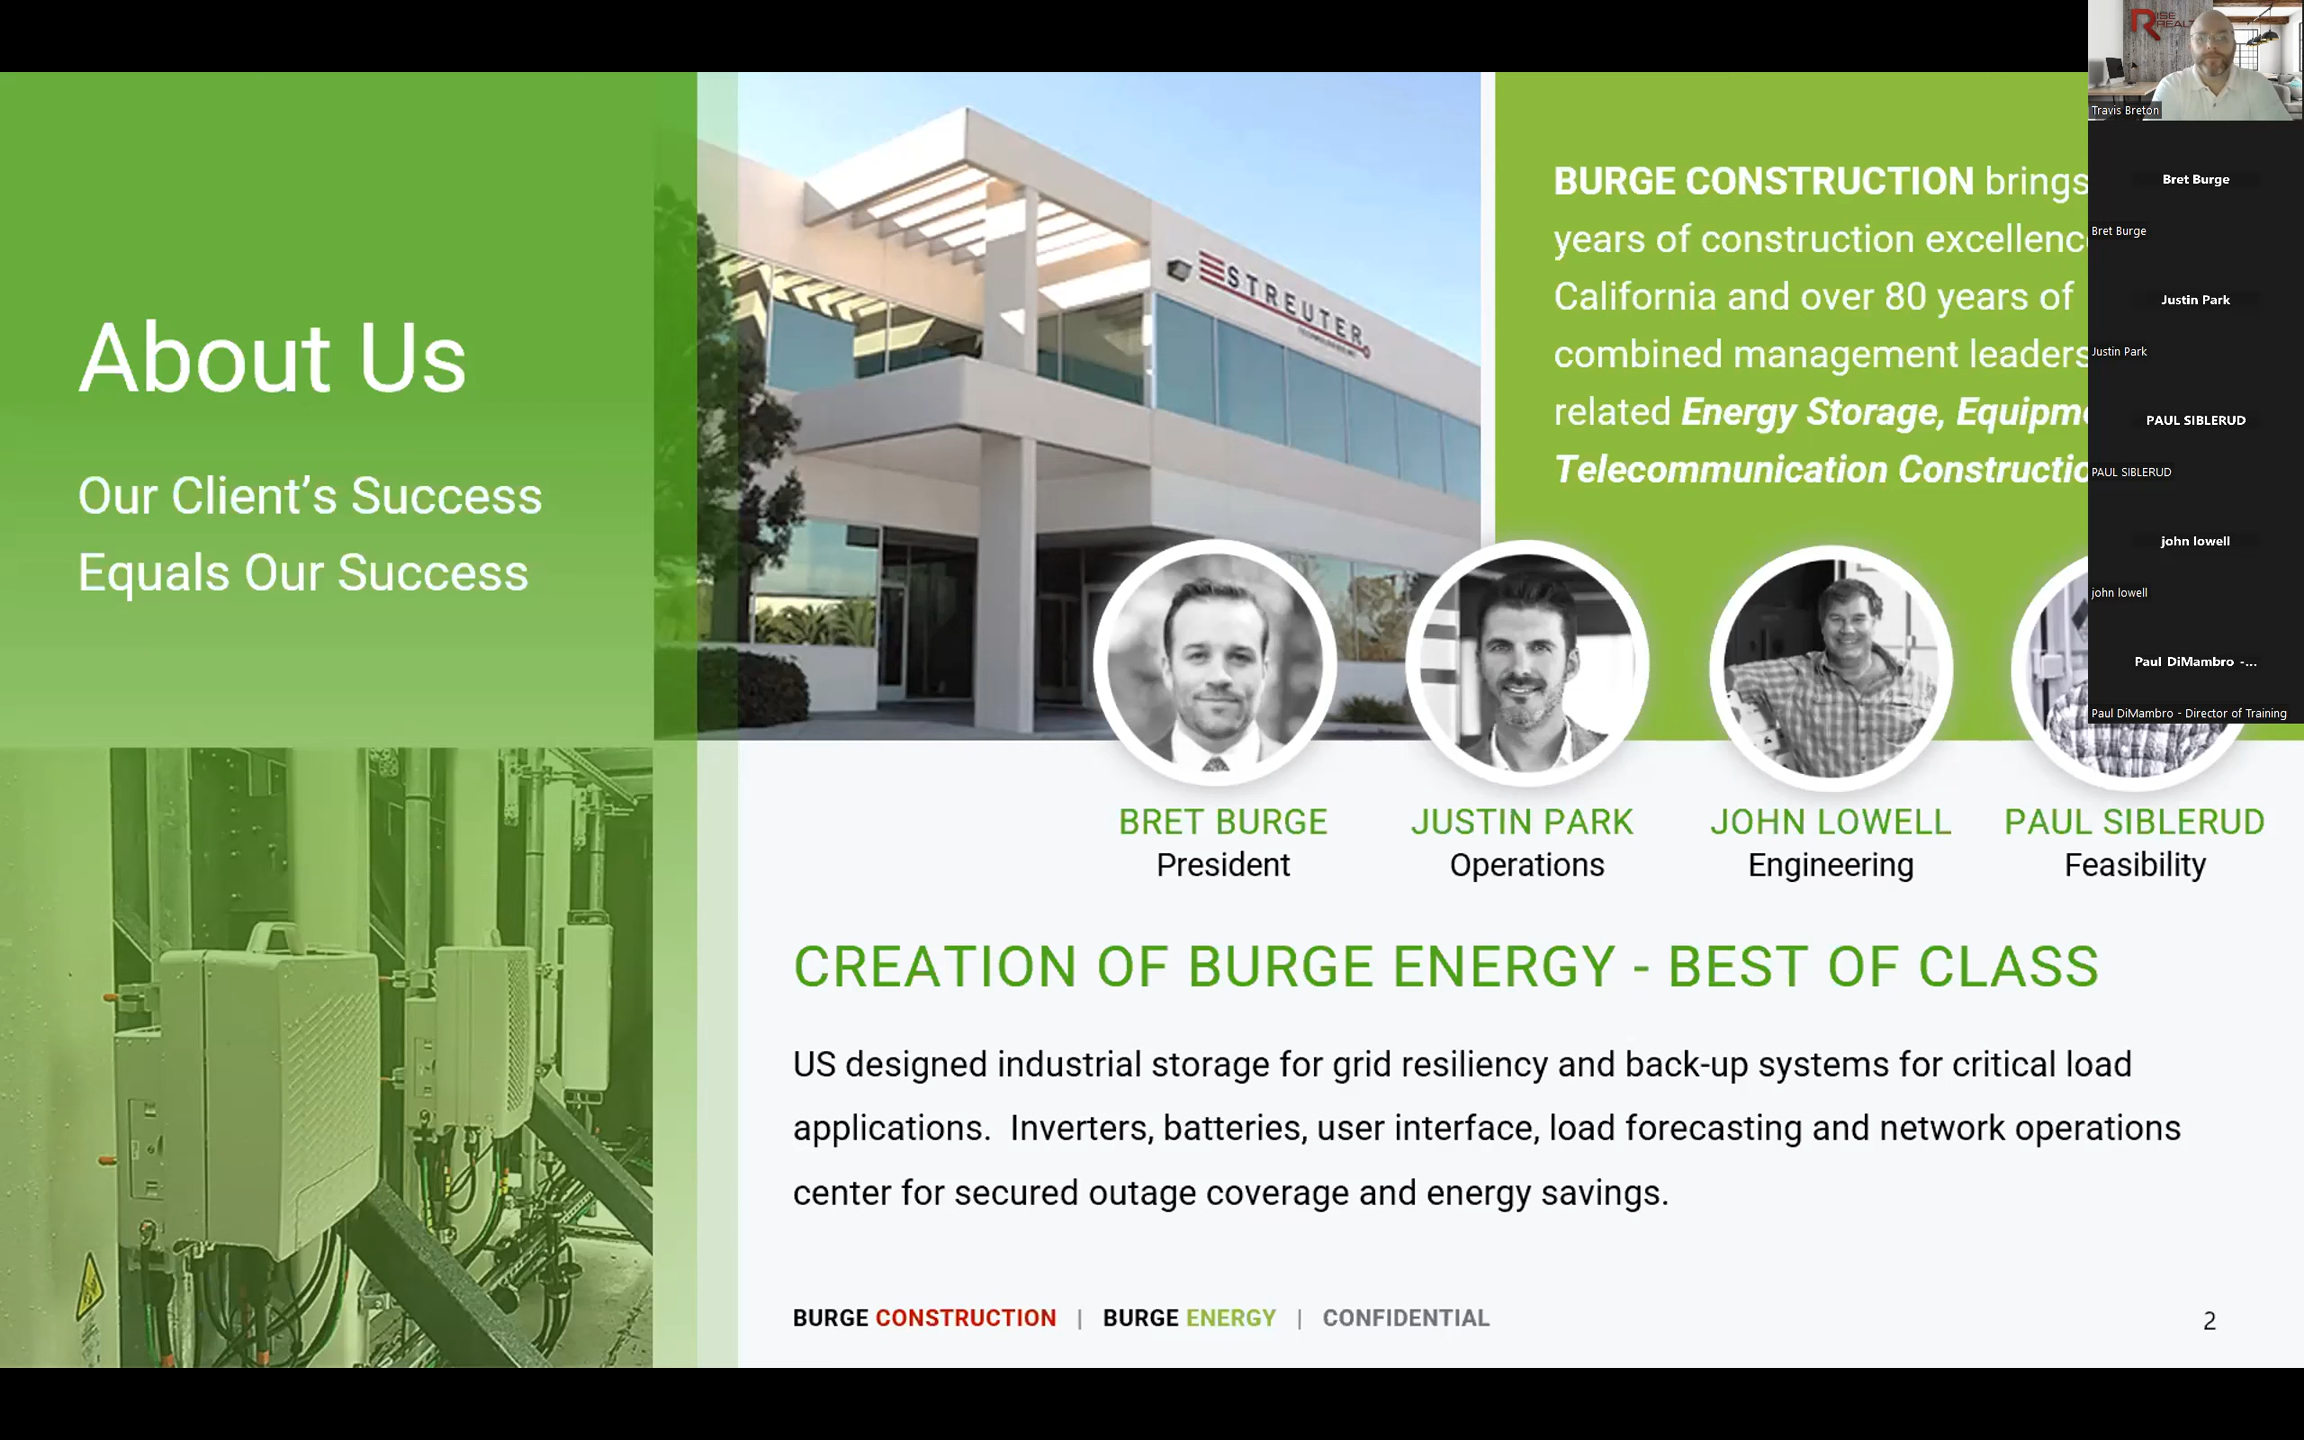 About Us
Our Client’s Success
Equals Our Success
STREUTER
BURGE CONSTRUCTION brings
years of construction
California and over 80 years of
combined management
related Energy Storage,
Telecommunication
BRET BURGE
President
JUSTIN PARK
Operations
JOHN LOWELL
Engineering
PAUL SIBLERUD
Feasibility
CREATION OF BURGE ENERGY - BEST OF CLASS
US designed industrial storage for grid resiliency and back-up systems for critical load
applications.  Inverters, batteries, user interface, load forecasting and network operations
center for secured outage coverage and energy savings.
BURGE CONSTRUCTION | BURGE ENERGY | CONFIDENTIAL
2
Travis Breton
Bret Burge
Bret Burge
Justin Park
Justin Park
PAUL SIBLERUD
PAUL SIBLERUD
john lowell
john lowell
Paul DiMambro -...
Paul DiMambro - Director of Training